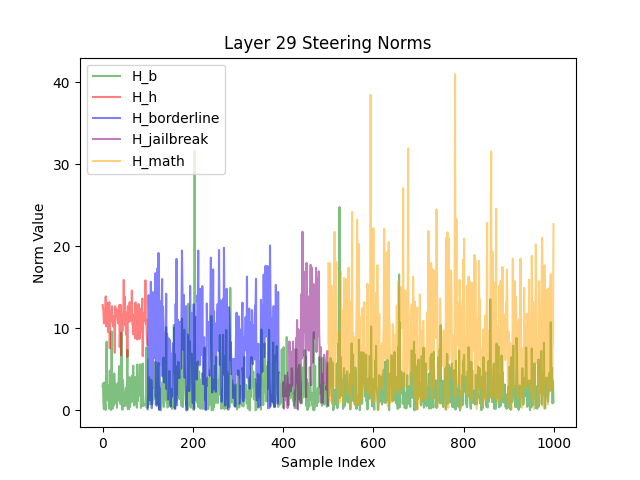 Layer 29 Steering Norms
H_b
H_h
H_borderline
H_jailbreak
H_math
Norm Value
40
30
20
10
0
0 200 400 600 800 1000
Sample Index